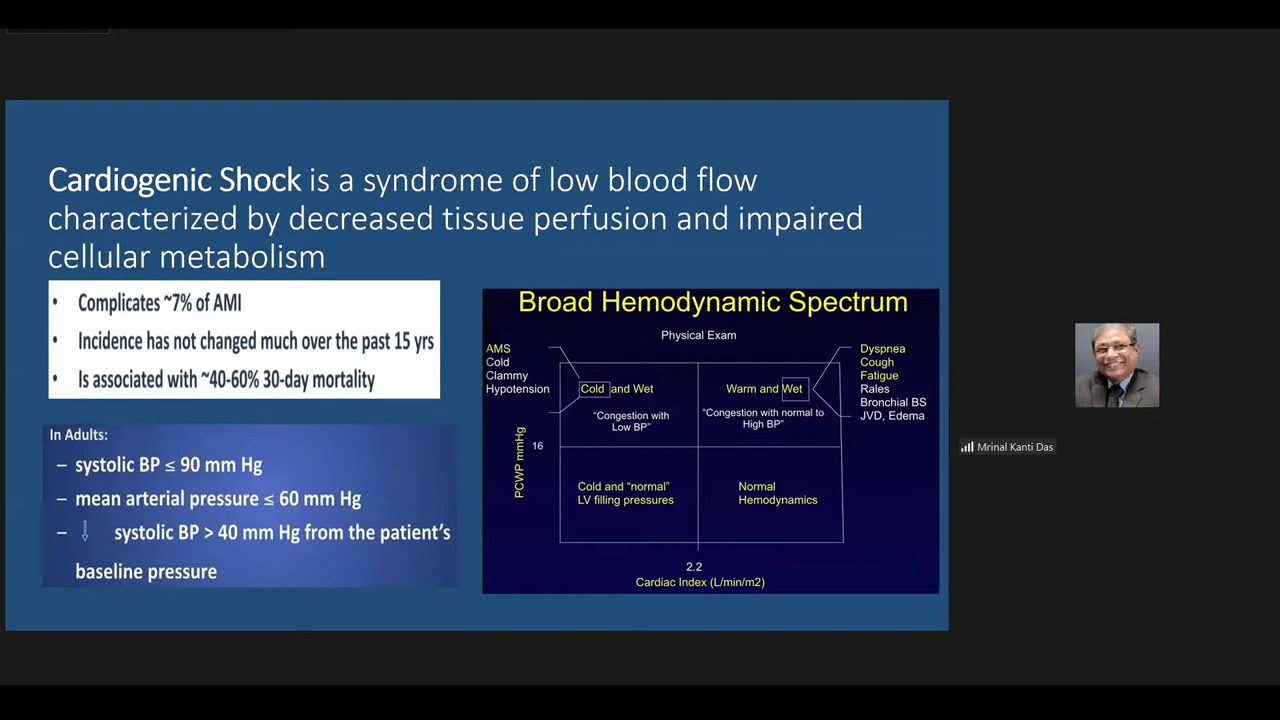 Cardiogenic Shock is a syndrome of low blood flow
characterized by decreased tissue perfusion and impaired
cellular metabolism
• Complicates ~7% of AMI
• Incidence has not changed much over the past 15 yrs
• Is associated with ~40-60% 30-day mortality
In Adults:
– systolic BP ≤ 90 mm Hg
– mean arterial pressure ≤ 60 mm Hg
– ↓ systolic BP > 40 mm Hg from the patient's
baseline pressure
Broad Hemodynamic Spectrum
Physical Exam
AMS
Cold
Clammy
Hypotension
Cold and Wet
"Congestion with
Low BP"
Warm and Wet
"Congestion with normal to
High BP"
Dyspnea
Cough
Fatigue
Rales
Bronchial BS
JVD, Edema
PCWP mmHg
16
Cold and "normal"
LV filling pressures
Normal
Hemodynamics
2.2
Cardiac Index (L/min/m2)
Mrinal Kanti Das